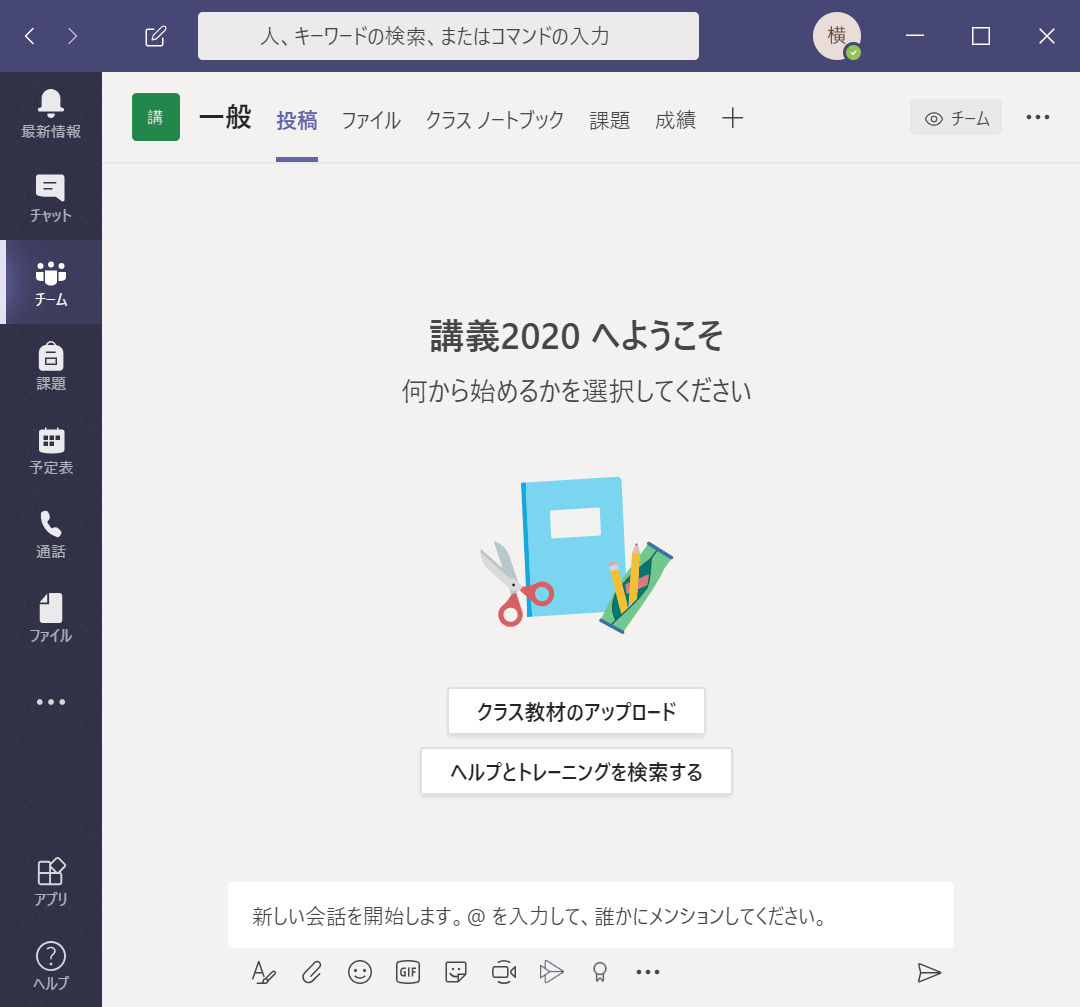 人、キーワードの検索、またはコマンドの入力
横
最新情報
チャット
チーム
課題
予定表
通話
ファイル
アプリ
ヘルプ
講
一般 投稿 ファイル クラス ノートブック 課題 成績
チーム
講義2020 へようこそ
何から始めるかを選択してください
クラス教材のアップロード
ヘルプとトレーニングを検索する
新しい会話を開始します。@ を入力して、誰かにメンションしてください。
GIF